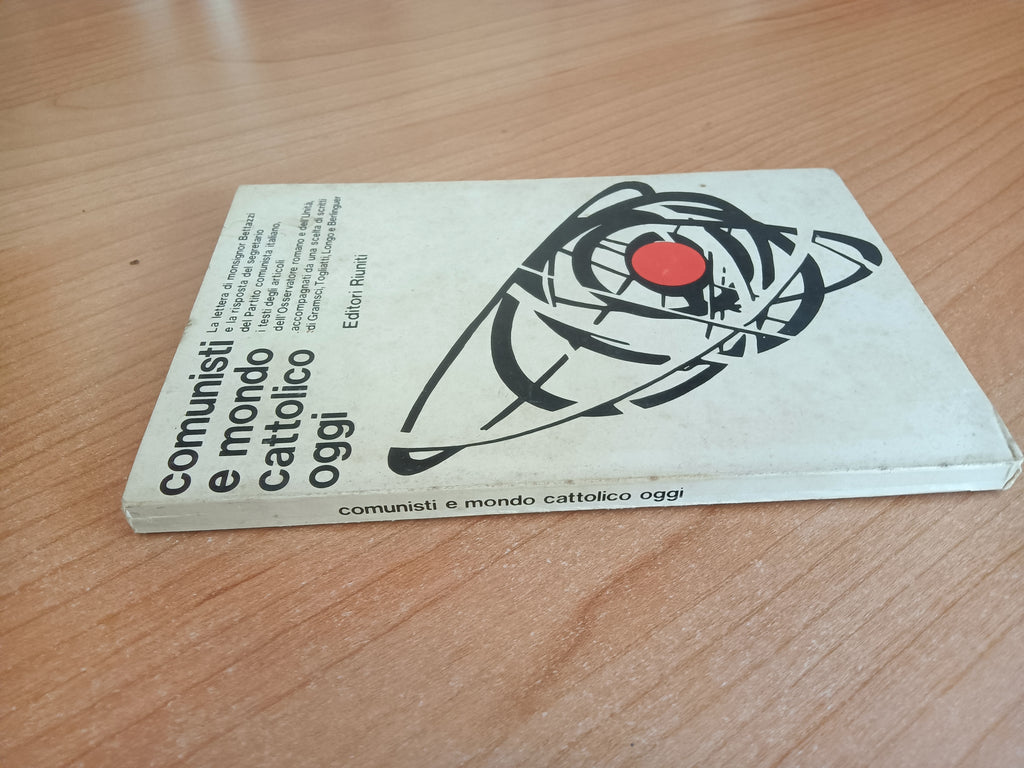 comunisti
e mondo
cattolico
oggi
La lettera di monsignor Bettazzi
e la risposta del segretario
del Partito comunista italiano,
i testi degli articoli
dell'Osservatore romano e dell'Unità,
accompagnati da una scelta di scritti
di Gramsci, Togliatti, Longo e Berlinguer
Editori Riuniti
comunisti e mondo cattolico oggi